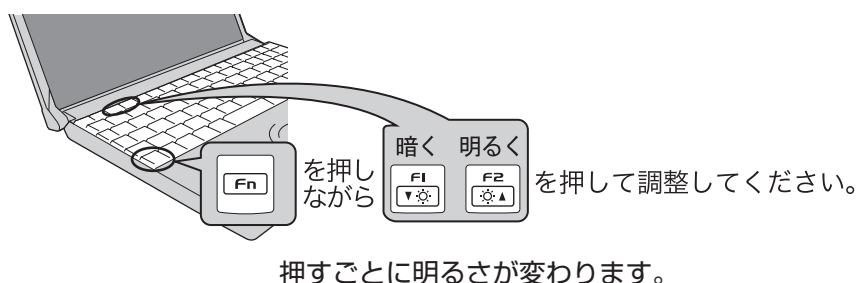 暗く 明るく
Fn を押し
ながら
F1 F2
を押して調整してください。
押すごとに明るさが変わります。